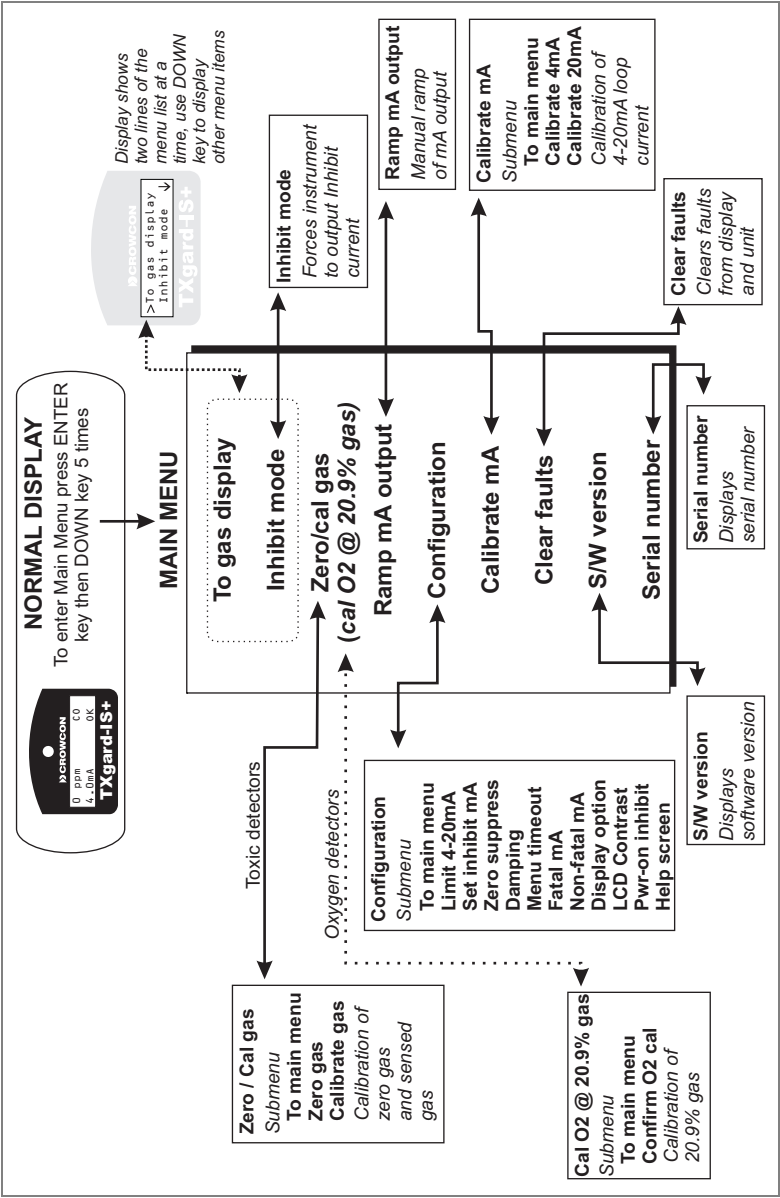 NORMAL DISPLAY
To enter Main Menu press ENTER
key then DOWN key 5 times
CROWCON
0 ppm CO
4.0mA OK
TXgard-IS+
Display shows
two lines of the
menu list at a
time, use DOWN
key to display
other menu items
CROWCON
>To gas display
Inhibit mode ↓
TXgard-IS+
MAIN MENU
To gas display
Inhibit mode
Zero/cal gas
(cal O2 @ 20.9% gas)
Ramp mA output
Configuration
Calibrate mA
Clear faults
S/W version
Serial number
Toxic detectors
Oxygen detectors
Zero / Cal gas
Submenu
To main menu
Zero gas
Calibrate gas
Calibration of
zero gas
and sensed
gas
Cal O2 @ 20.9% gas
Submenu
To main menu
Confirm O2 cal
Calibration of
20.9% gas
Configuration
Submenu
To main menu
Limit 4-20mA
Set inhibit mA
Zero suppress
Damping
Menu timeout
Fatal mA
Non-fatal mA
Display option
LCD Contrast
Pwr-on inhibit
Help screen
S/W version
Displays
software version
Serial number
Displays
serial number
Inhibit mode
Forces instrument
to output Inhibit
current
Ramp mA output
Manual ramp
of mA output
Calibrate mA
Submenu
To main menu
Calibrate 4mA
Calibrate 20mA
Calibration of
4-20mA loop
current
Clear faults
Clears faults
from display
and unit